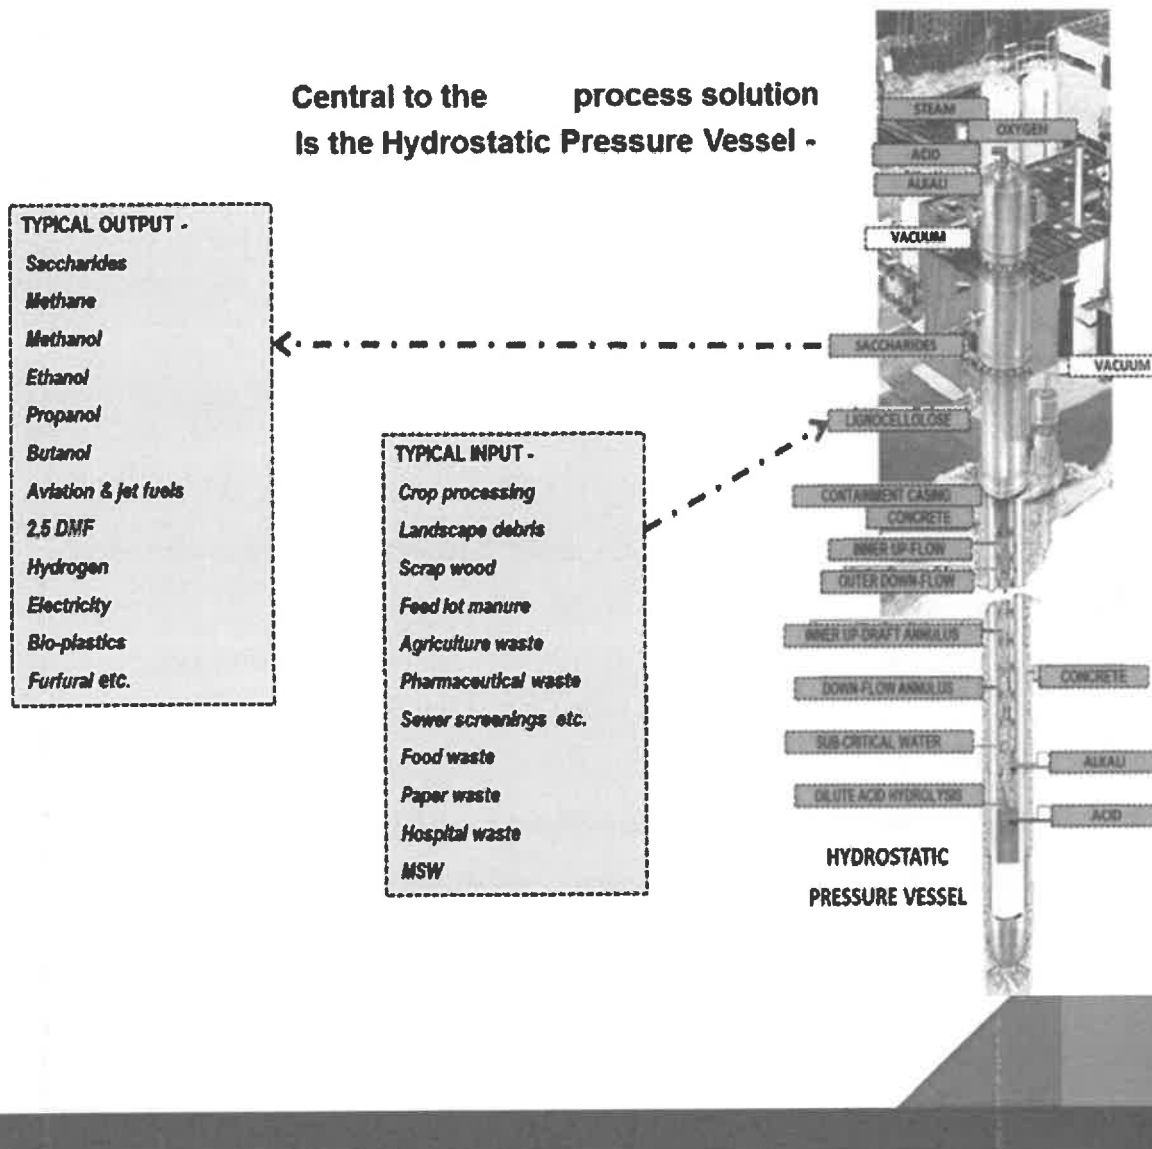 Central to the process solution
Is the Hydrostatic Pressure Vessel -
TYPICAL OUTPUT -
Saccharides
Methane
Methanol
Ethanol
Propanol
Butanol
Aviation & jet fuels
2,5 DMF
Hydrogen
Electricity
Bio-plastics
Furfural etc.
TYPICAL INPUT -
Crop processing
Landscape debris
Scrap wood
Feed lot manure
Agriculture waste
Pharmaceutical waste
Sewer screenings etc.
Food waste
Paper waste
Hospital waste
MSW
STEAM
OXYGEN
ACID
ALKALI
VACUUM
SACCHARIDES
VACUUM
LIGNOCELLOLOSE
CONTAINMENT CASING
CONCRETE
INNER UP-FLOW
OUTER DOWN-FLOW
INNER UP-DRAFT ANNULUS
CONCRETE
DOWN-FLOW ANNULUS
SUB-CRITICAL WATER
ALKALI
DILUTE ACID HYDROLYSIS
ACID
HYDROSTATIC
PRESSURE VESSEL